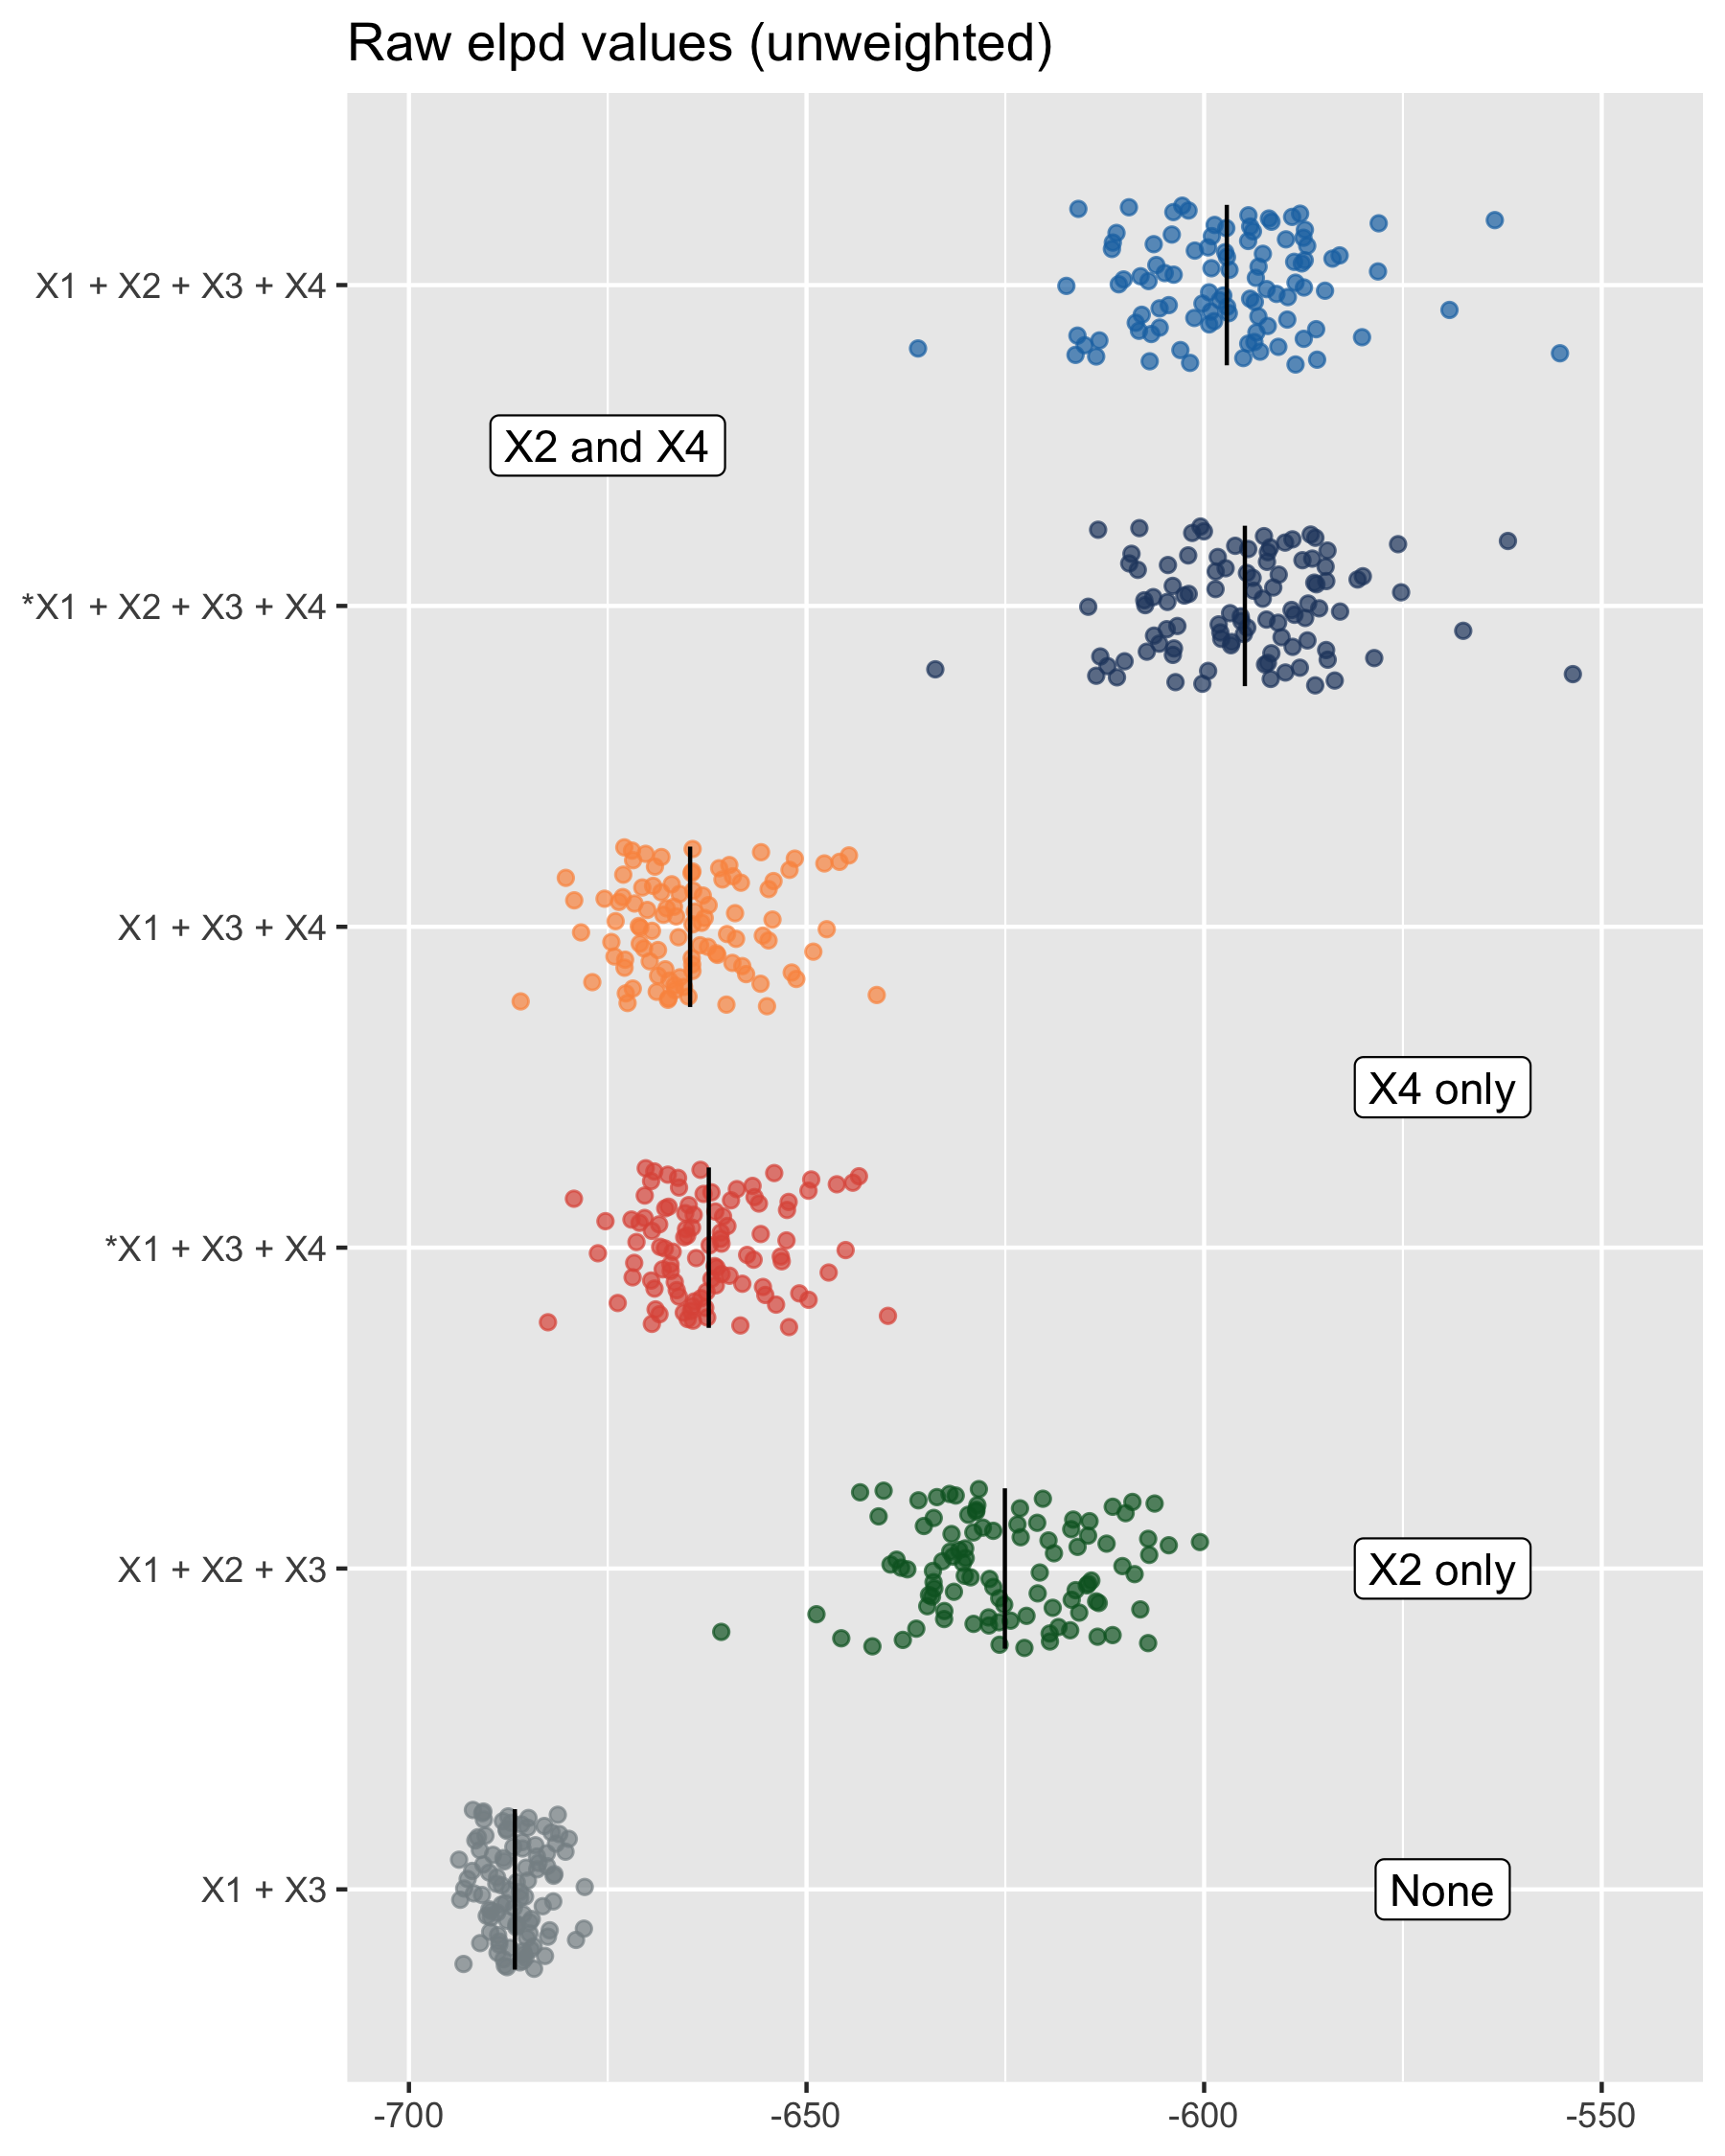 Raw elpd values (unweighted)
X1 + X2 + X3 + X4
X2 and X4
*X1 + X2 + X3 + X4
X1 + X3 + X4
X4 only
*X1 + X3 + X4
X1 + X2 + X3
X2 only
X1 + X3
None
-700
-650
-600
-550